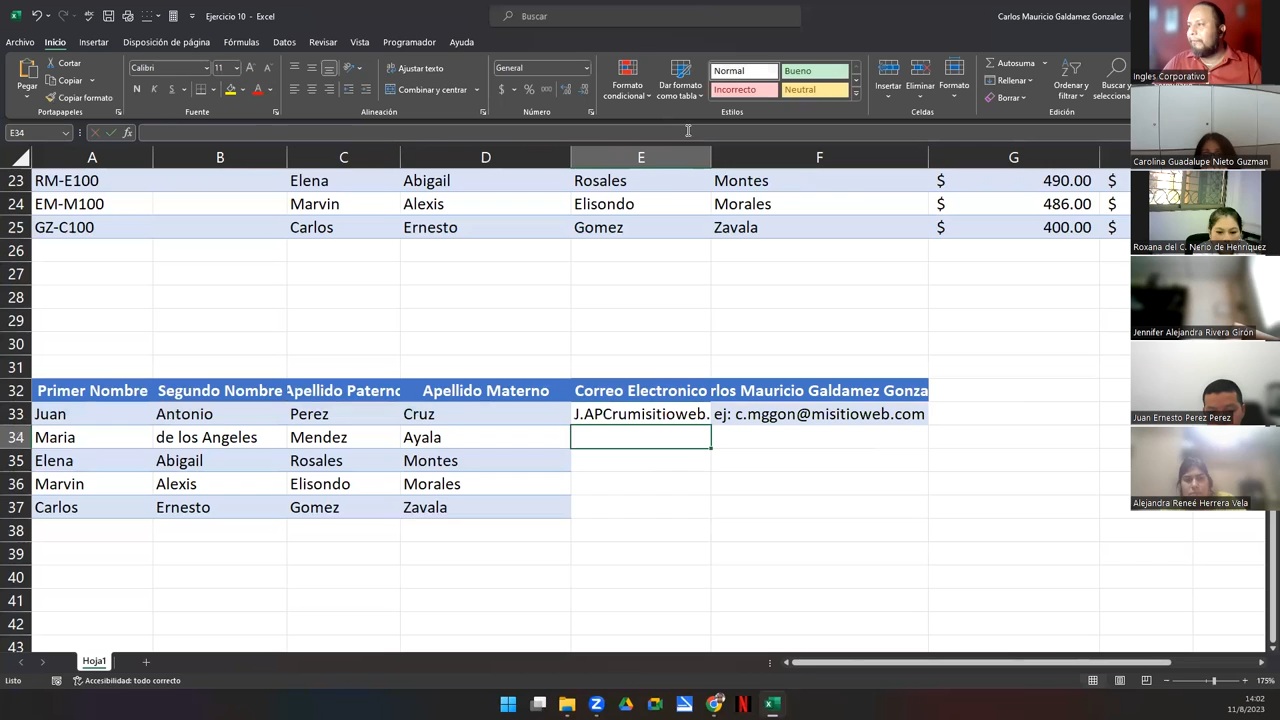 Ejercicio 10 - Excel
Buscar
Carlos Mauricio Galdamez Gonzalez
Archivo Inicio Insertar Disposición de página Fórmulas Datos Revisar Vista Programador Ayuda
Pegar
Cortar
Copiar
Copiar formato
Portapapeles
Calibri 11
N K S
Fuente
Ajustar texto
Combinar y centrar
Alineación
General
$ % 000
Número
Formato condicional
Dar formato como tabla
Normal Bueno
Incorrecto Neutral
Estilos
Insertar Eliminar Formato
Celdas
Autosuma
Rellenar
Borrar
Ordenar y filtrar
Buscar y selecciona
Edición
E34
fx
A B C D E F G
23 RM-E100 Elena Abigail Rosales Montes $ 490.00 $
24 EM-M100 Marvin Alexis Elisondo Morales $ 486.00 $
25 GZ-C100 Carlos Ernesto Gomez Zavala $ 400.00 $
26
27
28
29
30
31
32 Primer Nombre Segundo Nombre Apellido Paterno Apellido Materno Correo Electronico rlos Mauricio Galdamez Gonza
33 Juan Antonio Perez Cruz J.APCrumisitioweb. ej: c.mggon@misitioweb.com
34 Maria de los Angeles Mendez Ayala
35 Elena Abigail Rosales Montes
36 Marvin Alexis Elisondo Morales
37 Carlos Ernesto Gomez Zavala
38
39
40
41
42
43
Hoja1
Listo
Accesibilidad: todo correcto
175%
14:02
11/8/2023
Ingles Corporativo
Carolina Guadalupe Nieto Guzman
Roxana del C. Nerio de Henriquez
Jennifer Alejandra Rivera Girón
Juan Ernesto Perez Perez
Alejandra Reneé Herrera Vela